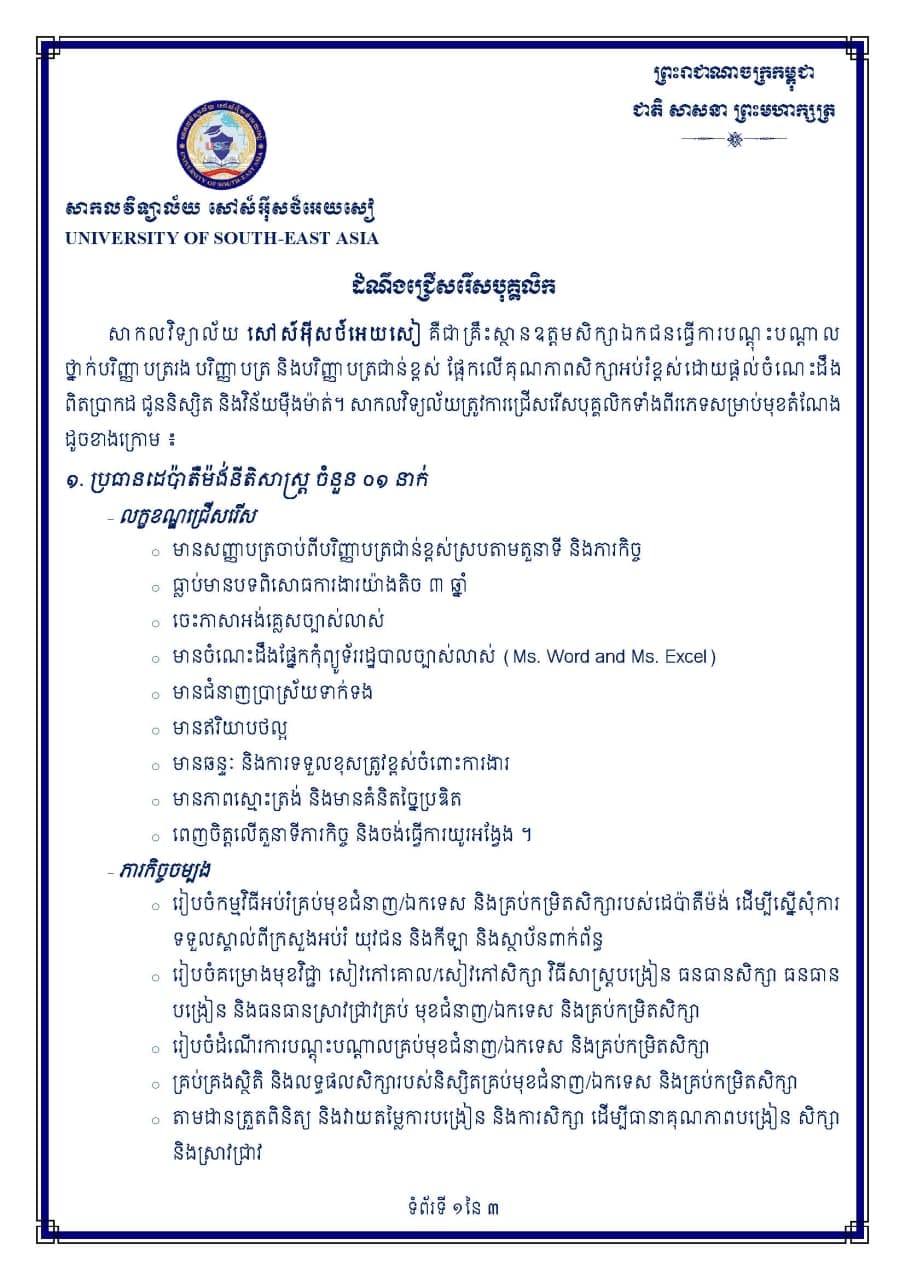 ព្រះរាជាណាចក្រកម្ពុជា
ជាតិ សាសនា ព្រះមហាក្សត្រ
សាកលវិទ្យាល័យ សៅស៍អ៊ីសថ៍អេយសៀ
UNIVERSITY OF SOUTH-EAST ASIA
ដំណឹងជ្រើសរើសបុគ្គលិក
សាកលវិទ្យាល័យ សៅស៍អ៊ីសថ៍អេយសៀ គឺជាគ្រឹះស្ថានឧត្តមសិក្សាឯកជនធ្វើការបណ្តុះបណ្តាល
ថ្នាក់បរិញ្ញាបត្ររង បរិញ្ញាបត្រ និងបរិញ្ញាបត្រជាន់ខ្ពស់ ផ្អែកលើគុណភាពសិក្សាអប់រំខ្ពស់ដោយផ្តល់ចំណេះដឹង
ពិតប្រាកដ ជូននិស្សិត និងវិន័យម៉ឺងម៉ាត់។ សាកលវិទ្យល័យត្រូវការជ្រើសរើសបុគ្គលិកទាំងពីរភេទសម្រាប់មុខតំណែង
ដូចខាងក្រោម ៖
១. ប្រធានដេប៉ាតឺម៉ង់នីតិសាស្ត្រ ចំនួន ០១ នាក់
- លក្ខខណ្ឌជ្រើសរើស
○ មានសញ្ញាបត្រចាប់ពីបរិញ្ញាបត្រជាន់ខ្ពស់ស្របតាមតួនាទី និងភារកិច្ច
○ ធ្លាប់មានបទពិសោធការងារយ៉ាងតិច ៣ ឆ្នាំ
○ ចេះភាសាអង់គ្លេសច្បាស់លាស់
○ មានចំណេះដឹងផ្នែកកុំព្យូទ័ររដ្ឋបាលច្បាស់លាស់ (Ms. Word and Ms. Excel)
○ មានជំនាញប្រាស្រ័យទាក់ទង
○ មានឥរិយាបថល្អ
○ មានឆន្ទៈ និងការទទួលខុសត្រូវខ្ពស់ចំពោះការងារ
○ មានភាពស្មោះត្រង់ និងមានគំនិតច្នៃប្រឌិត
○ ពេញចិត្តលើតួនាទីភារកិច្ច និងចង់ធ្វើការយូរអង្វែង ។
- ភារកិច្ចចម្បង
○ រៀបចំកម្មវិធីអប់រំគ្រប់មុខជំនាញ/ឯកទេស និងគ្រប់កម្រិតសិក្សារបស់ដេប៉ាតឺម៉ង់ ដើម្បីស្នើសុំការ
ទទួលស្គាល់ពីក្រសួងអប់រំ យុវជន និងកីឡា និងស្ថាប័នពាក់ព័ន្ធ
○ រៀបចំគម្រោងមុខវិជ្ជា សៀវភៅគោល/សៀវភៅសិក្សា វិធីសាស្ត្របង្រៀន ធនធានសិក្សា ធនធាន
បង្រៀន និងធនធានស្រាវជ្រាវគ្រប់ មុខជំនាញ/ឯកទេស និងគ្រប់កម្រិតសិក្សា
○ រៀបចំដំណើរការបណ្តុះបណ្តាលគ្រប់មុខជំនាញ/ឯកទេស និងគ្រប់កម្រិតសិក្សា
○ គ្រប់គ្រងស្ថិតិ និងលទ្ធផលសិក្សារបស់និស្សិតគ្រប់មុខជំនាញ/ឯកទេស និងគ្រប់កម្រិតសិក្សា
○ តាមដានត្រួតពិនិត្យ និងវាយតម្លៃការបង្រៀន និងការសិក្សា ដើម្បីធានាគុណភាពបង្រៀន សិក្សា
និងស្រាវជ្រាវ
ទំព័រទី ១នៃ ៣